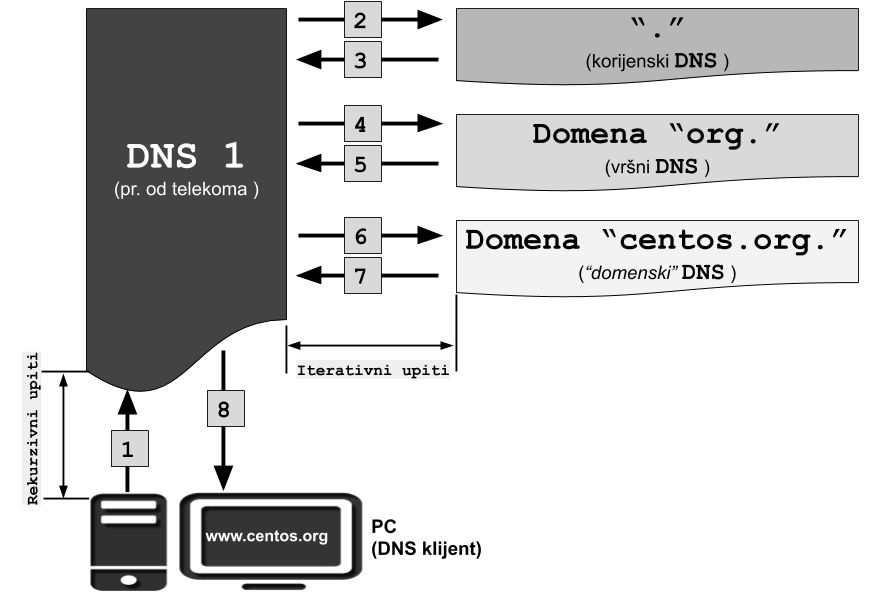 2
“.”
3
(korijenski DNS )
4
Domena “org.”
DNS 1
5
(vršni DNS )
(pr. od telekoma )
6
Domena “centos.org.”
7
(“domenski” DNS )
Iterativni upiti
Rekurzivni upiti
8
1
www.centos.org
PC
(DNS klijent)